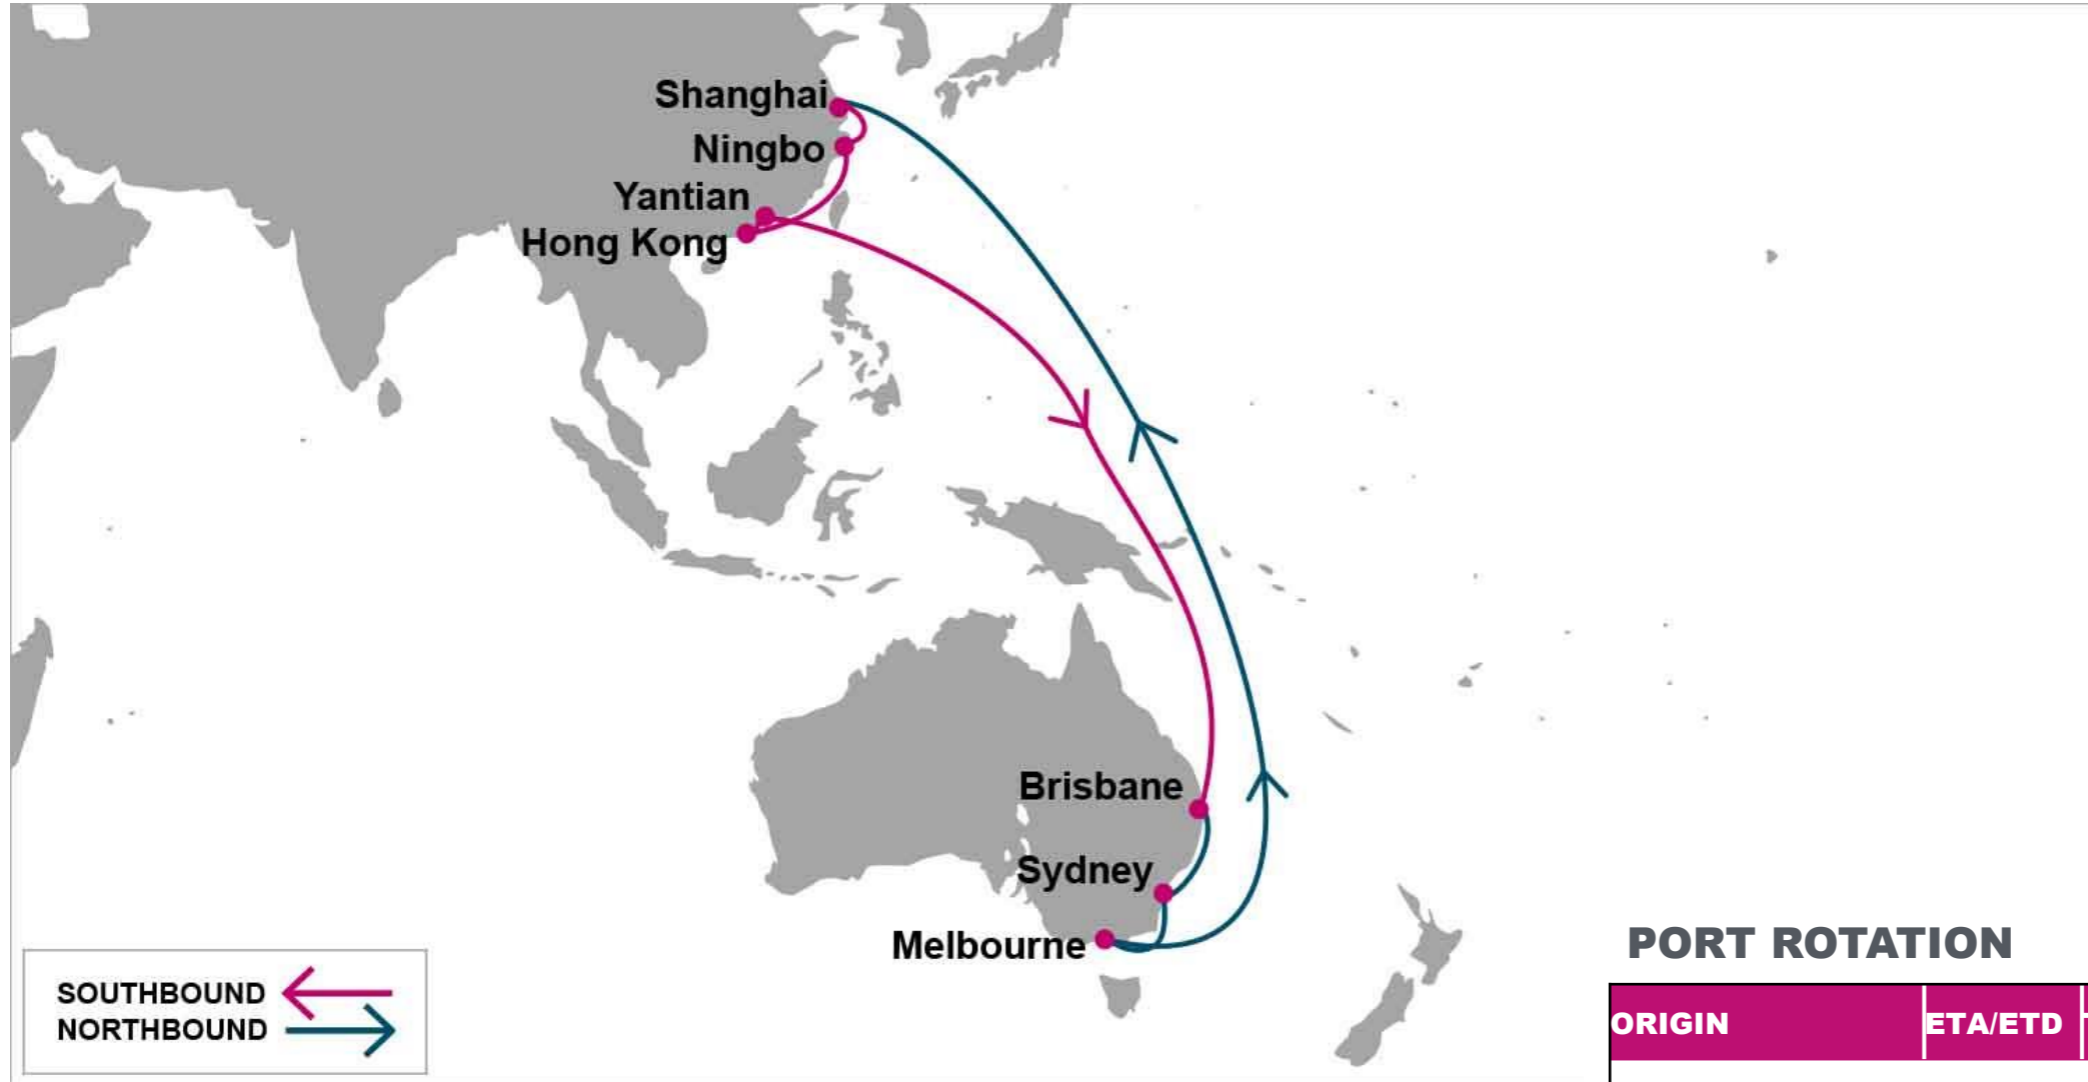 Shanghai
Ningbo
Yantian
Hong Kong
Brisbane
Sydney
Melbourne
SOUTHBOUND
NORTHBOUND
PORT ROTATION
ORIGIN ETA/ETD